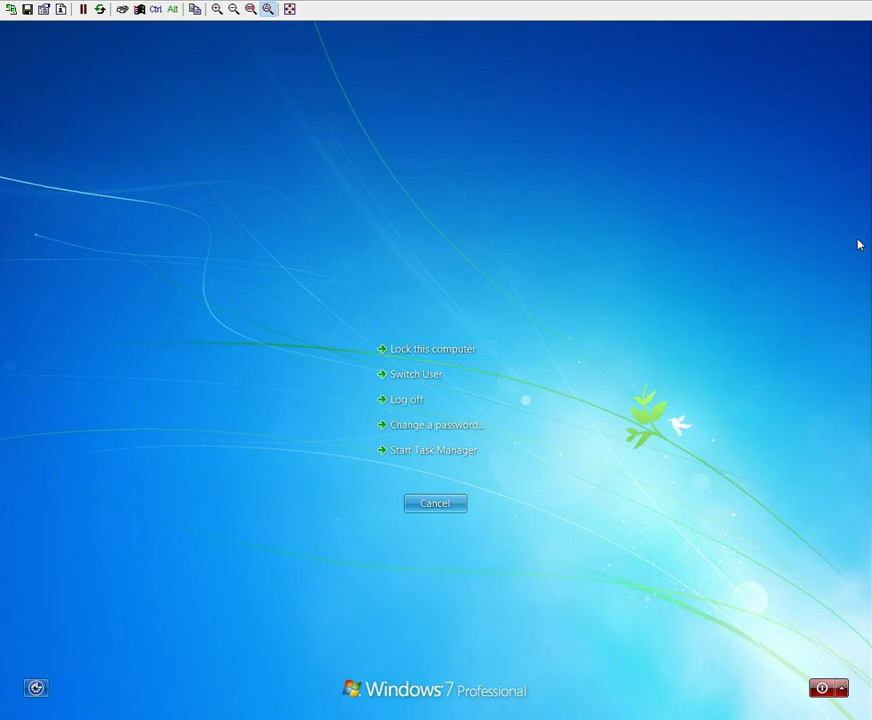 Ctrl Alt
Lock this computer
Switch User
Log off
Change a password...
Start Task Manager
Cancel
Windows 7 Professional